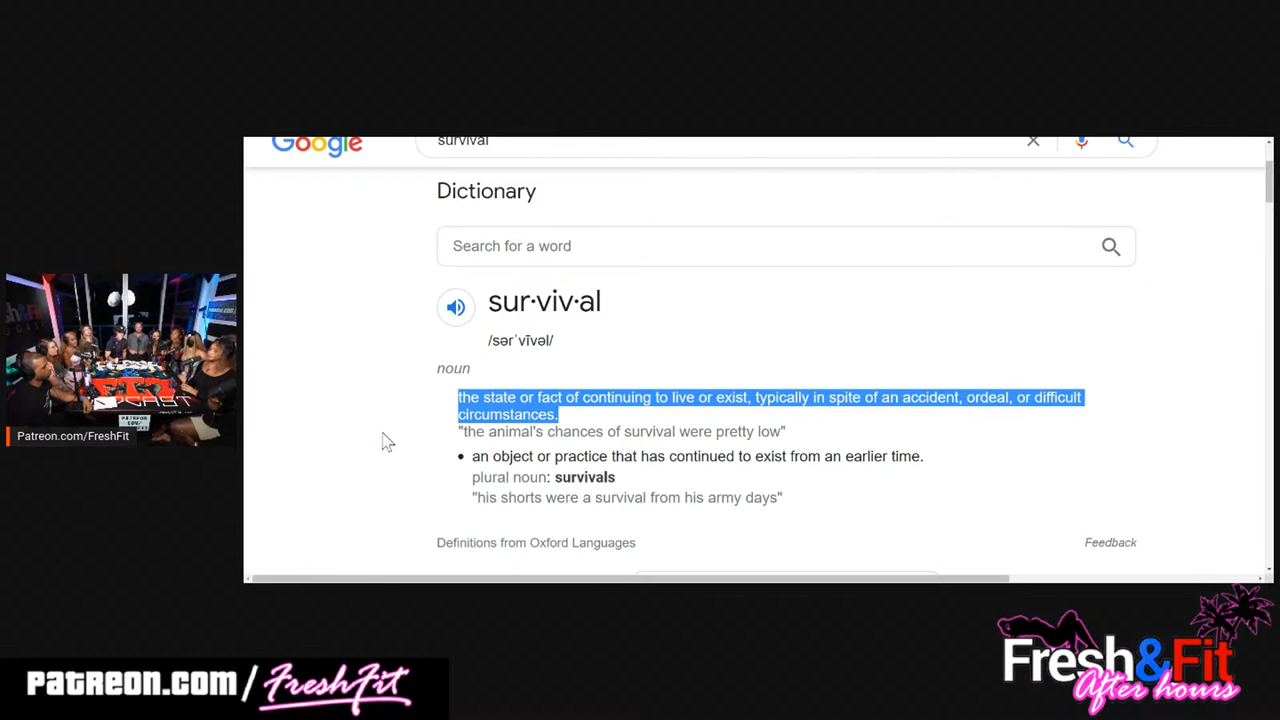 Google
survival
Dictionary
Search for a word
sur·viv·al
/sərˈvīvəl/
noun
the state or fact of continuing to live or exist, typically in spite of an accident, ordeal, or difficult
circumstances.
"the animal's chances of survival were pretty low"
• an object or practice that has continued to exist from an earlier time.
plural noun: survivals
"his shorts were a survival from his army days"
Definitions from Oxford Languages
Feedback
Patreon.com/FreshFit
PATREON.COM/FRESHFIT
Fresh&Fit
After hours